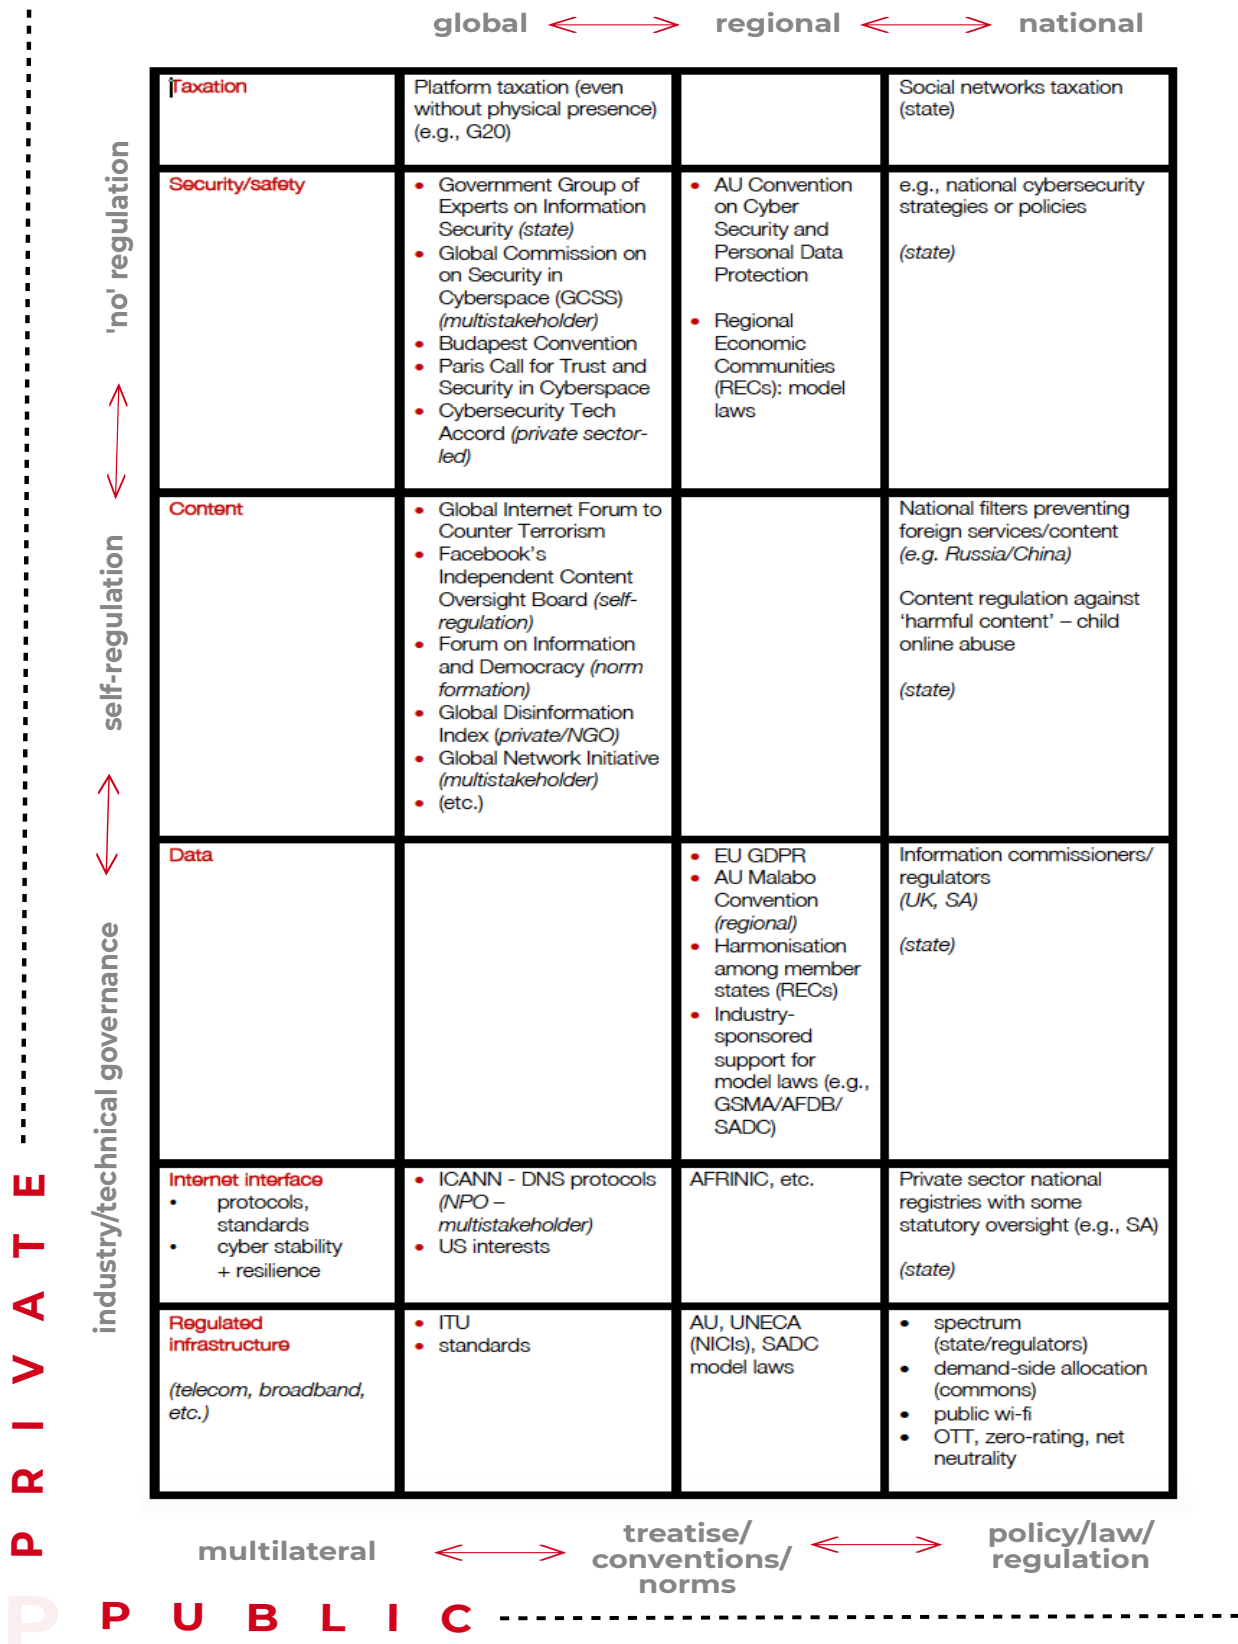 global
regional
national
Taxation
Platform taxation (even
without physical presence)
(e.g., G20)
Social networks taxation
(state)
Security/safety
• Government Group of
Experts on Information
Security (state)
• Global Commission on
on Security in
Cyberspace (GCSS)
(multistakeholder)
• Budapest Convention
• Paris Call for Trust and
Security in Cyberspace
• Cybersecurity Tech
Accord (private sector-
led)
• AU Convention
on Cyber
Security and
Personal Data
Protection
• Regional
Economic
Communities
(RECs): model
laws
e.g., national cybersecurity
strategies or policies
(state)
Content
• Global Internet Forum to
Counter Terrorism
• Facebook's
Independent Content
Oversight Board (self-
regulation)
• Forum on Information
and Democracy (norm
formation)
• Global Disinformation
Index (private/NGO)
• Global Network Initiative
(multistakeholder)
• (etc.)
National filters preventing
foreign services/content
(e.g. Russia/China)
Content regulation against
‘harmful content’ – child
online abuse
(state)
Data
• EU GDPR
• AU Malabo
Convention
(regional)
• Harmonisation
among member
states (RECs)
• Industry-
sponsored
support for
model laws (e.g.,
GSMA/AFDB/
SADC)
Information commissioners/
regulators
(UK, SA)
(state)
Internet interface
• protocols,
standards
• cyber stability
+ resilience
• ICANN - DNS protocols
(NPO –
multistakeholder)
• US interests
AFRINIC, etc.
Private sector national
registries with some
statutory oversight (e.g., SA)
(state)
Regulated
infrastructure
(telecom, broadband,
etc.)
• ITU
• standards
AU, UNECA
(NICIs), SADC
model laws
• spectrum
(state/regulators)
• demand-side allocation
(commons)
• public wi-fi
• OTT, zero-rating, net
neutrality
'no' regulation
self-regulation
industry/technical governance
PRIVATE
multilateral
treatise/
conventions/
norms
policy/law/
regulation
P
PUBLIC